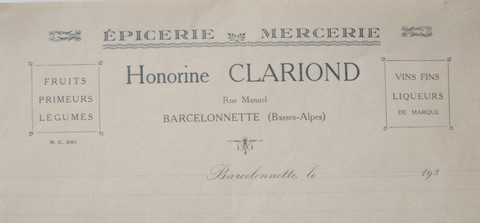 ÉPICERIE MERCERIE
Honorine CLARIOND
Rue Manuel
BARCELONNETTE (Basses-Alpes)
FRUITS
PRIMEURS
LÉGUMES
R. C. 291
VINS FINS
LIQUEURS
DE MARQUE
Barcelonnette, le 193